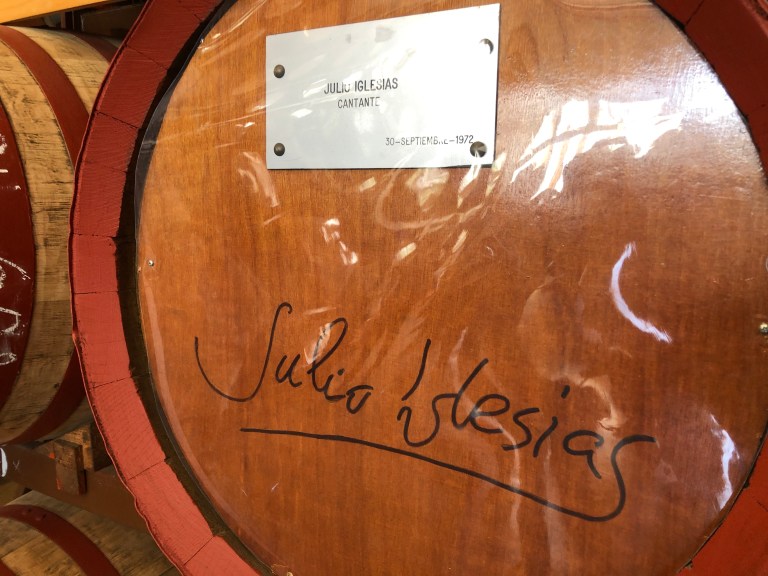 JULIO IGLESIAS
CANTANTE
30-SEPTIEMBRE-1972
Julio Iglesias